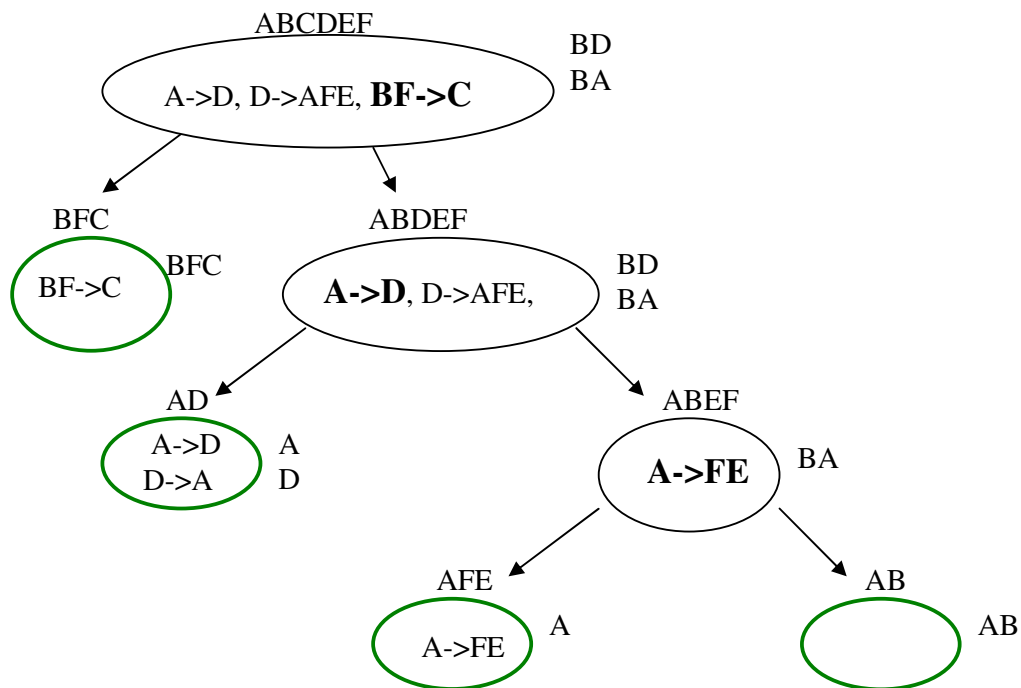 ABCDEF
BD
BA
A->D, D->AFE, BF->C
BFC
BFC
BF->C
ABDEF
BD
BA
A->D, D->AFE,
AD
A->D
D->A
A
D
ABEF
A->FE
BA
AFE
A->FE
A
AB
AB